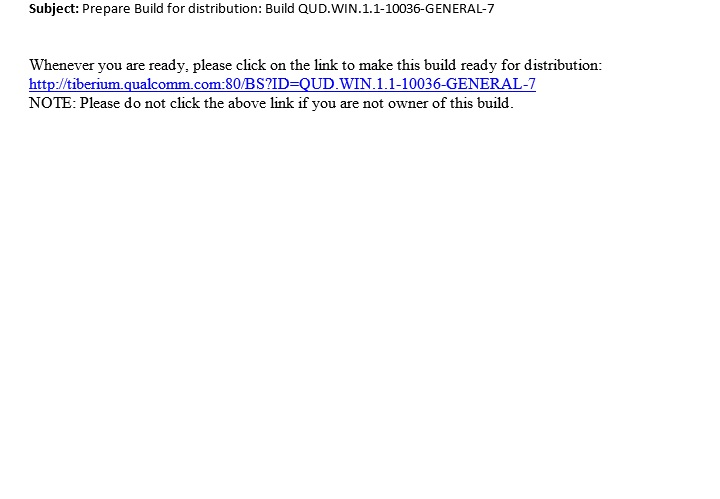 Subject: Prepare Build for distribution: Build QUD.WIN.1.1-10036-GENERAL-7
Whenever you are ready, please click on the link to make this build ready for distribution:
http://tiberium.qualcomm.com:80/BS?ID=QUD.WIN.1.1-10036-GENERAL-7
NOTE: Please do not click the above link if you are not owner of this build.